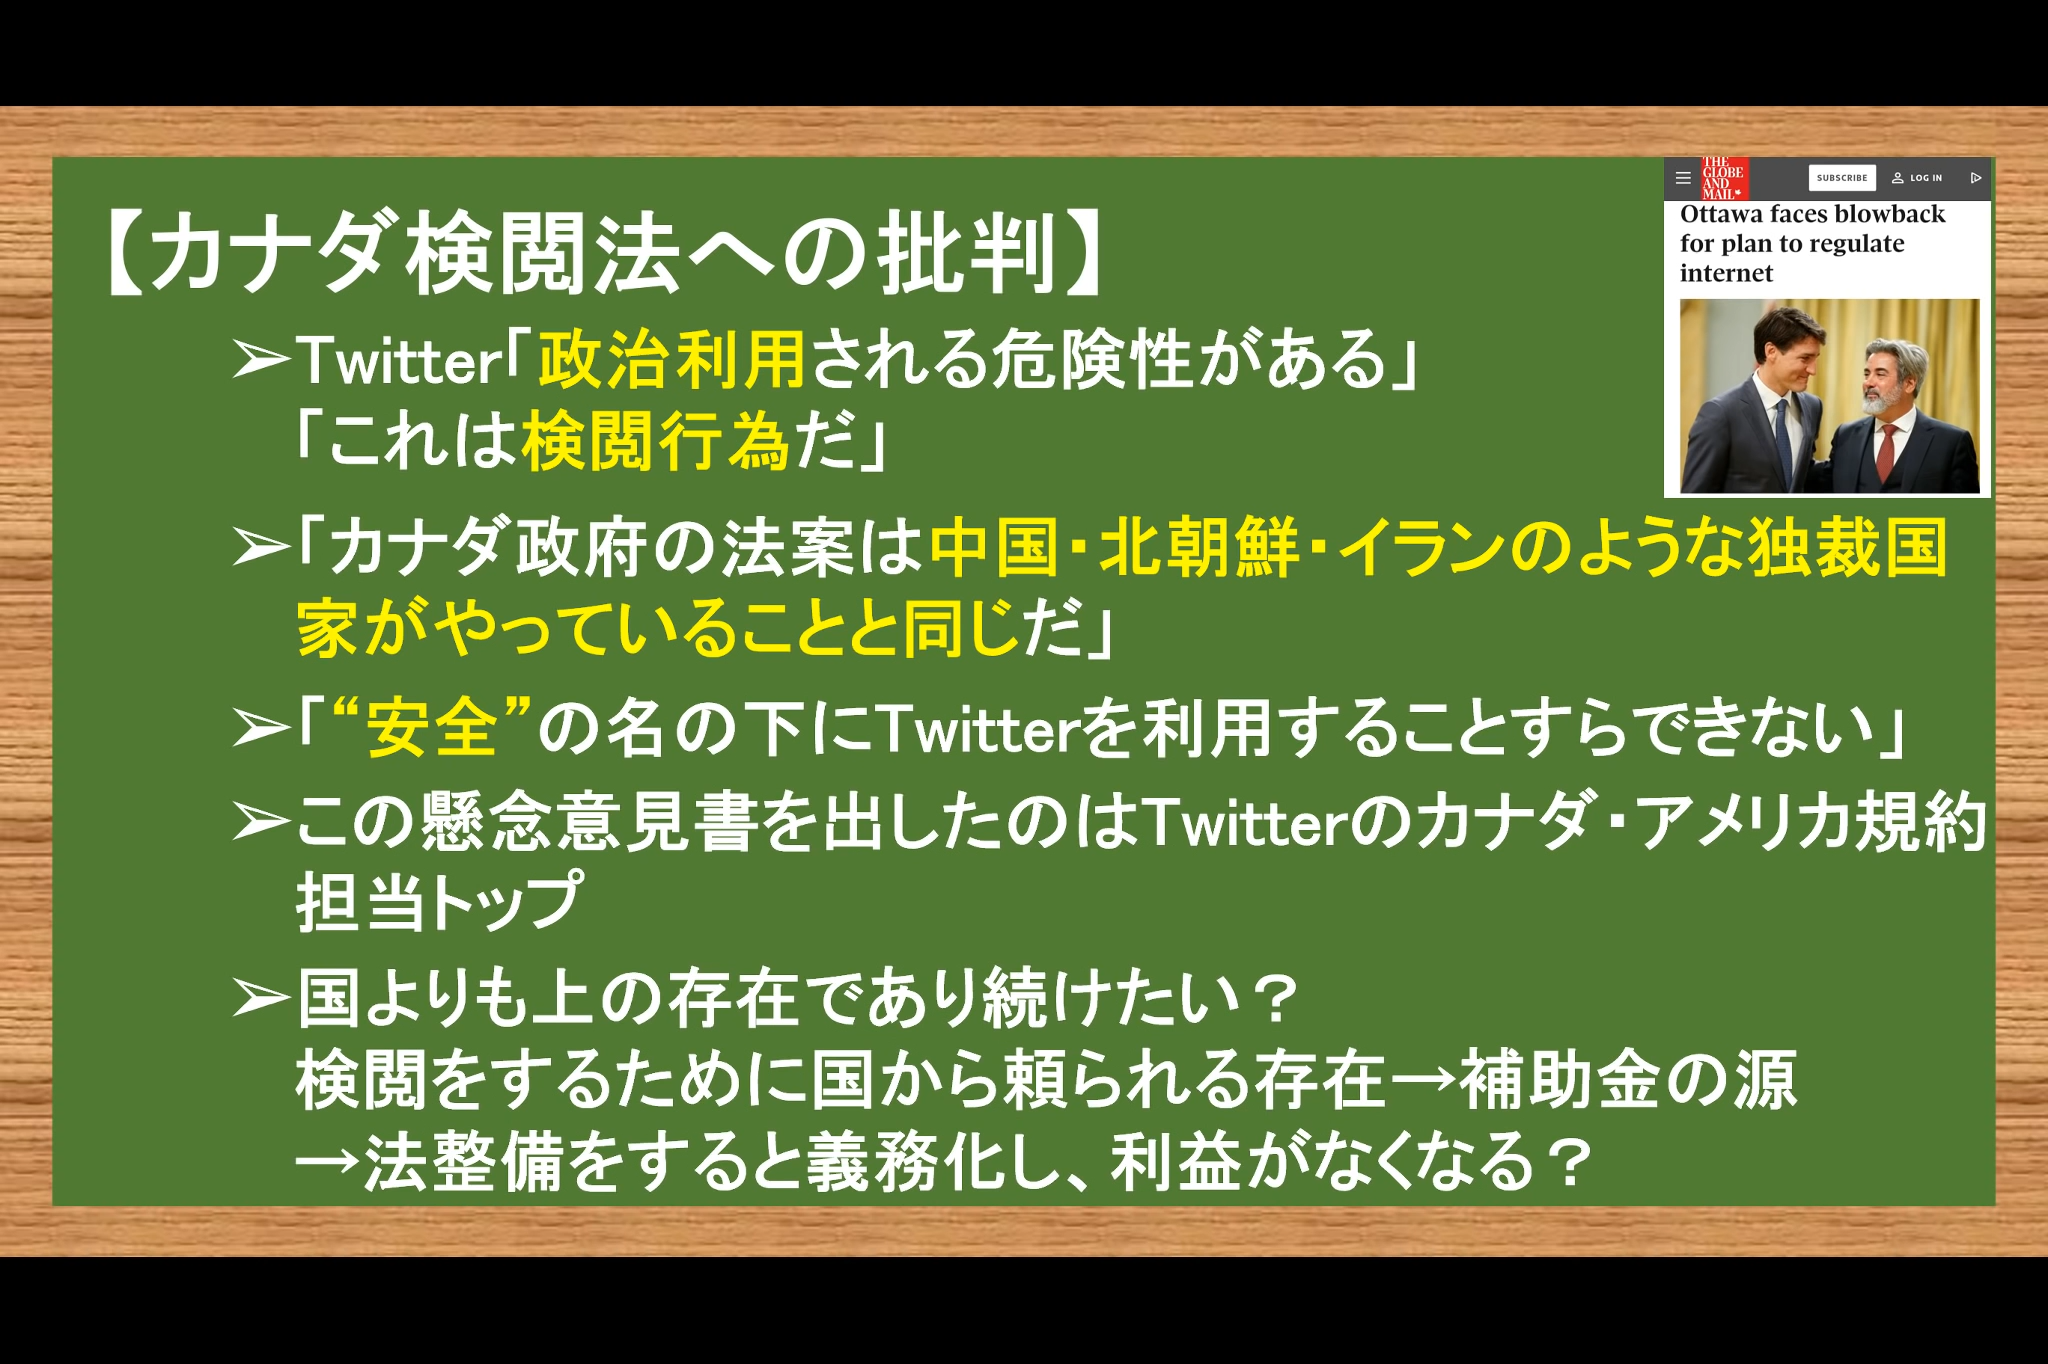 THE
GLOBE
AND
MAIL
SUBSCRIBE
LOG IN
Ottawa faces blowback
for plan to regulate
internet
【カナダ検閲法への批判】
➢Twitter「政治利用される危険性がある」
「これは検閲行為だ」
➢「カナダ政府の法案は中国・北朝鮮・イランのような独裁国
家がやっていることと同じだ」
➢「“安全”の名の下にTwitterを利用することすらできない」
➢この懸念意見書を出したのはTwitterのカナダ・アメリカ規約
担当トップ
➢国よりも上の存在であり続けたい？
検閲をするために国から頼られる存在→補助金の源
→法整備をすると義務化し、利益がなくなる？